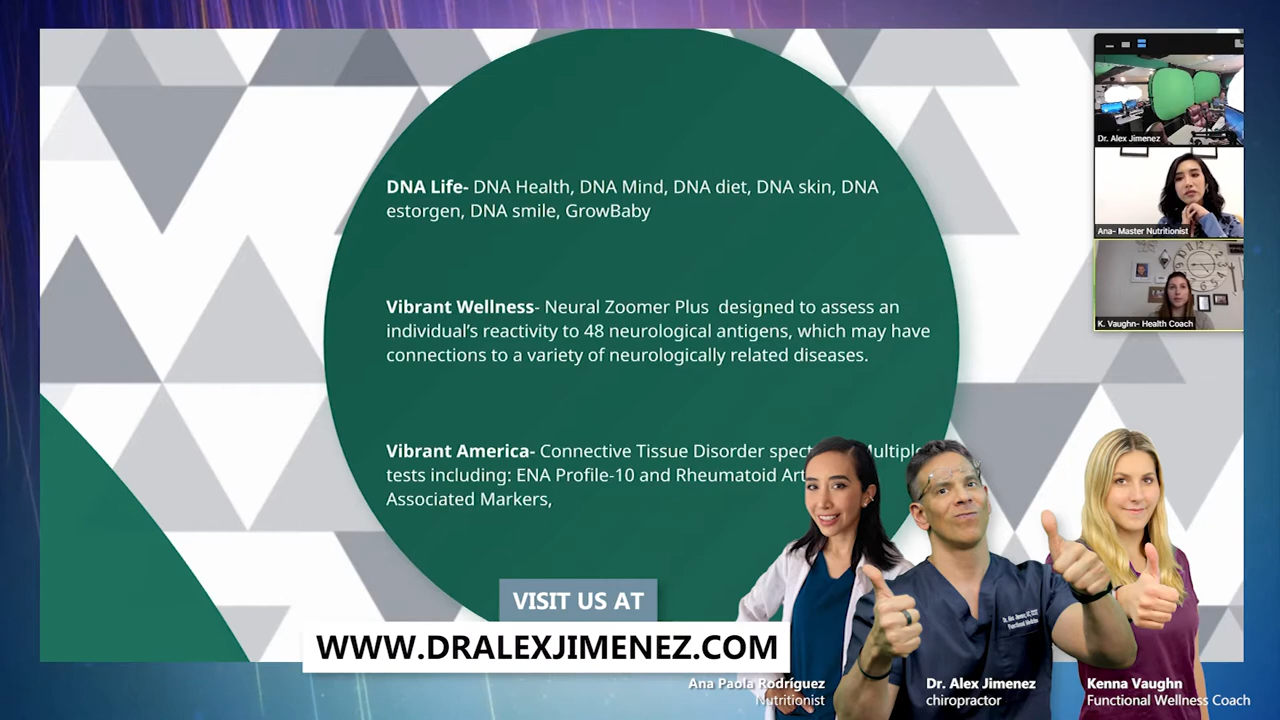 DNA Life- DNA Health, DNA Mind, DNA diet, DNA skin, DNA
estorgen, DNA smile, GrowBaby
Vibrant Wellness- Neural Zoomer Plus designed to assess an
individual's reactivity to 48 neurological antigens, which may have
connections to a variety of neurologically related diseases.
Vibrant America- Connective Tissue Disorder
tests including: ENA Profile-10 and Rheumatoid
Associated Markers,
Dr. Alex Jimenez
Ana- Master Nutritionist
K. Vaughn- Health Coach
VISIT US AT
WWW.DRALEXJIMENEZ.COM
Ana Paola Rodríguez
Nutritionist
Dr. Alex Jimenez
chiropractor
Kenna Vaughn
Functional Wellness Coach